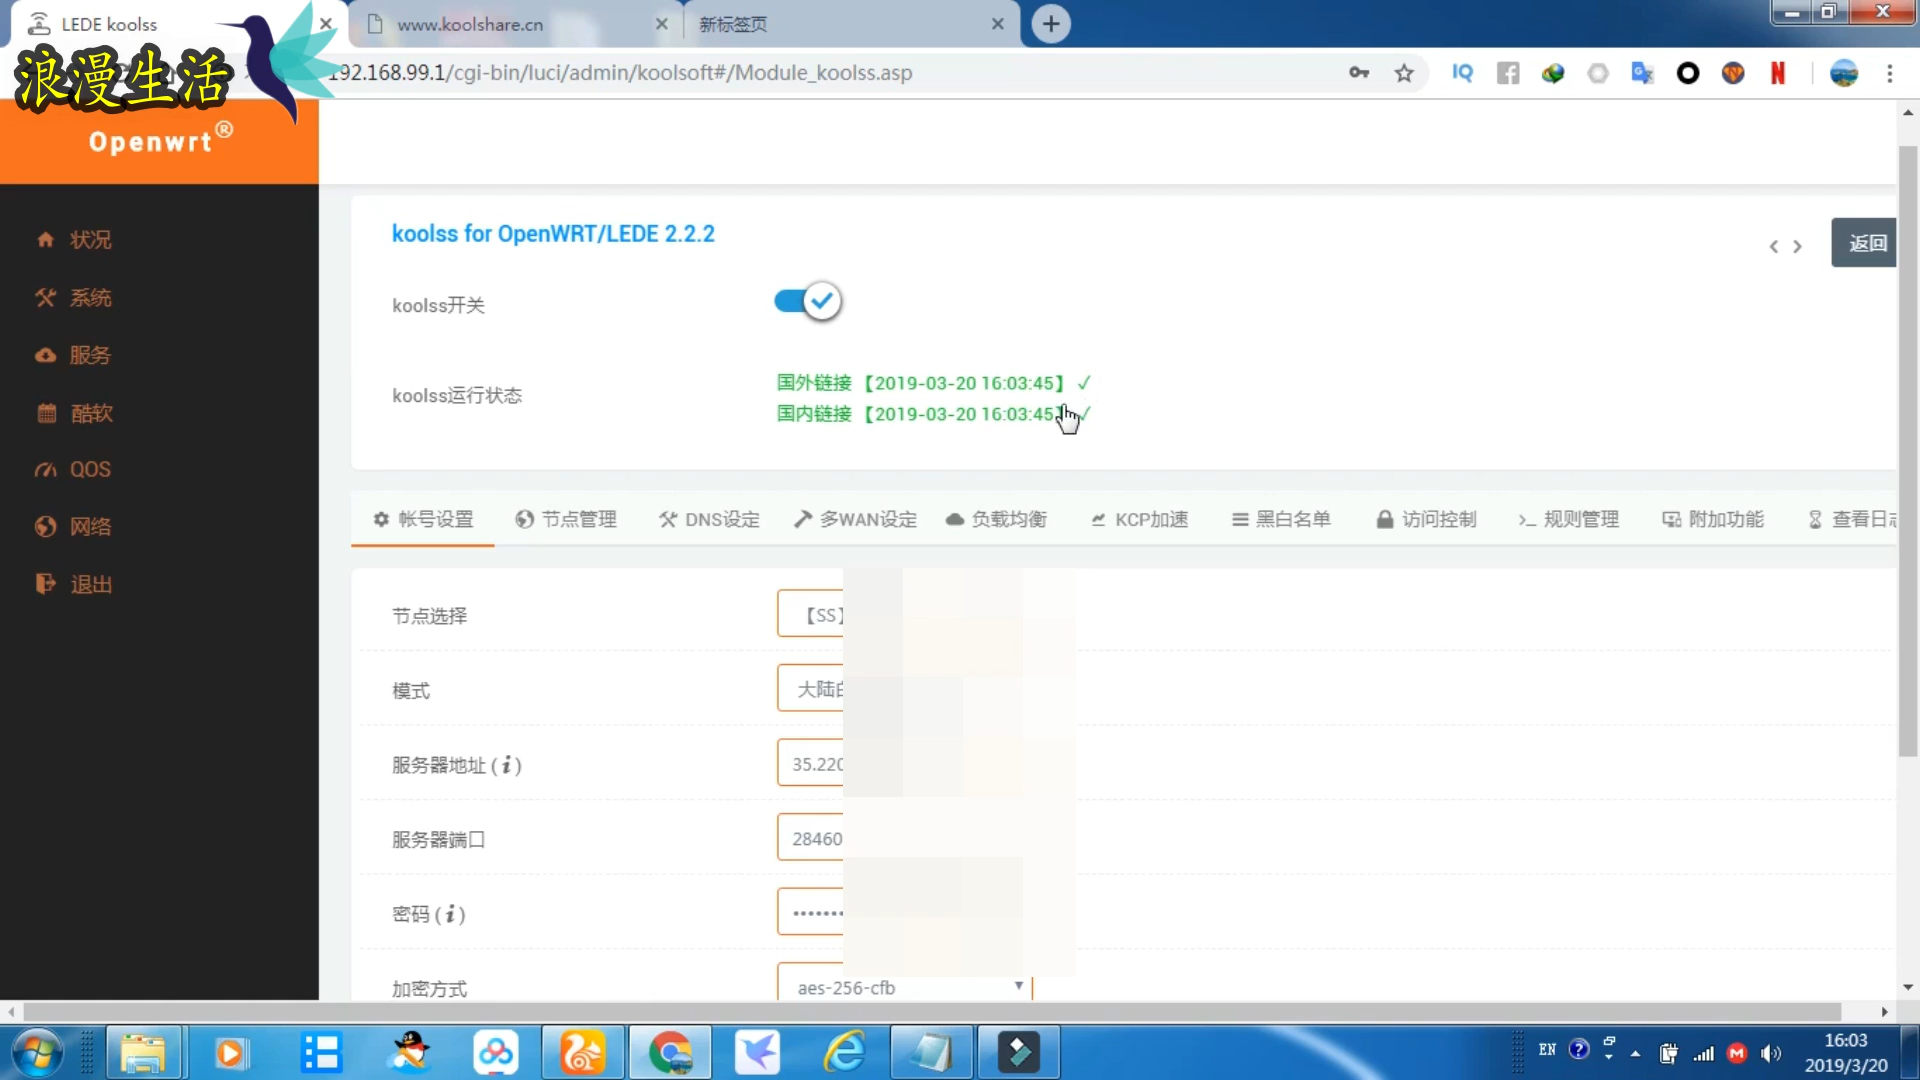 LEDE koolss
www.koolshare.cn
新标签页
浪漫生活
192.168.99.1/cgi-bin/luci/admin/koolsoft#/Module_koolss.asp
IQ
N
Openwrt®
状况
系统
服务
酷软
QOS
网络
退出
koolss for OpenWRT/LEDE 2.2.2
返回
koolss开关
koolss运行状态
国外链接 【2019-03-20 16:03:45】 ✓
国内链接 【2019-03-20 16:03:45】 ✓
帐号设置
节点管理
DNS设定
多WAN设定
负载均衡
KCP加速
黑白名单
访问控制
规则管理
附加功能
查看日志
节点选择
【SS】
模式
大陆白
服务器地址(i)
35.220
服务器端口
28460
密码(i)
•••••••
加密方式
aes-256-cfb
EN
16:03
2019/3/20